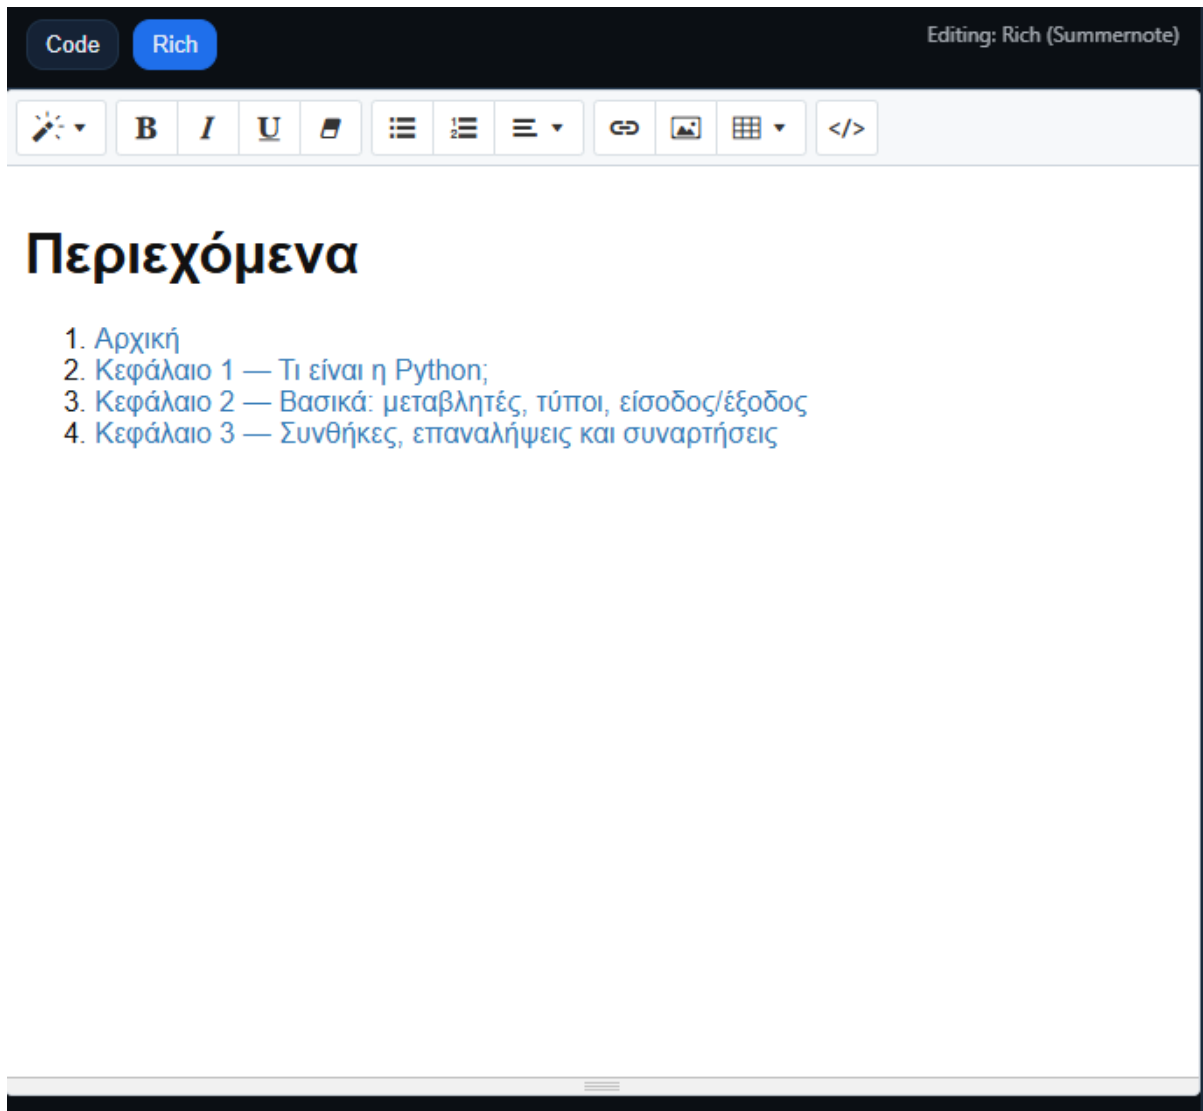 Code Rich Editing: Rich (Summernote)
B I U </>
Περιεχόμενα
1. Αρχική
2. Κεφάλαιο 1 — Τι είναι η Python;
3. Κεφάλαιο 2 — Βασικά: μεταβλητές, τύποι, είσοδος/έξοδος
4. Κεφάλαιο 3 — Συνθήκες, επαναλήψεις και συναρτήσεις